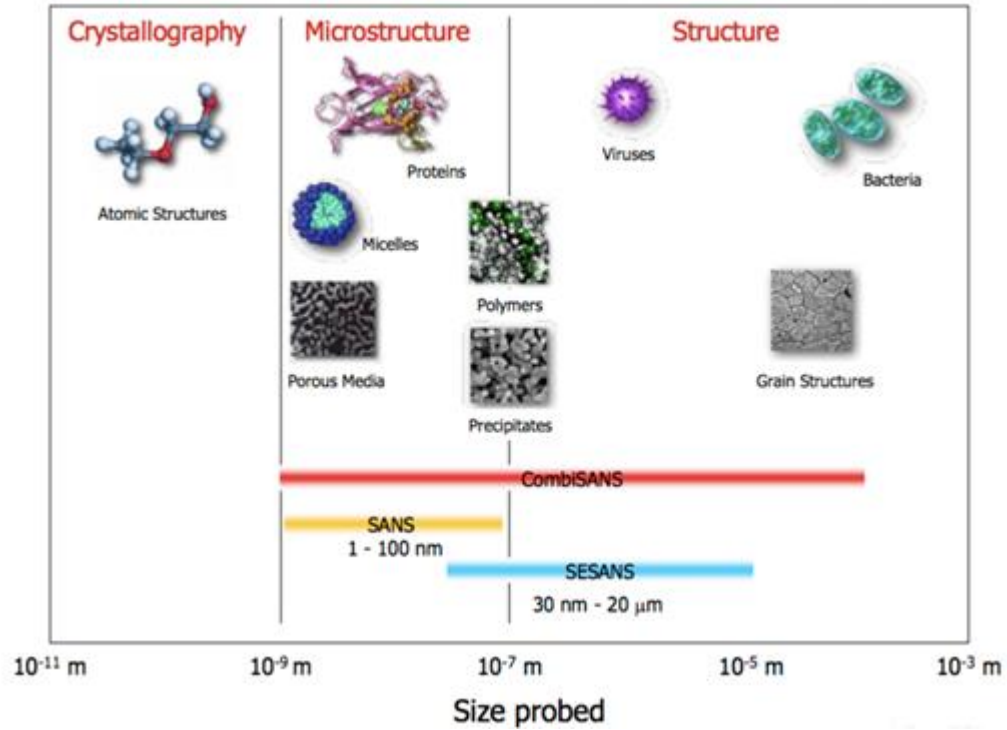 Crystallography Microstructure Structure
Proteins
Viruses
Bacteria
Atomic Structures
Micelles
Polymers
Porous Media
Grain Structures
Precipitates
CombiSANS
SANS
1 - 100 nm
SESANS
30 nm - 20 μm
10⁻¹¹ m 10⁻⁹ m 10⁻⁷ m 10⁻⁵ m 10⁻³ m
Size probed